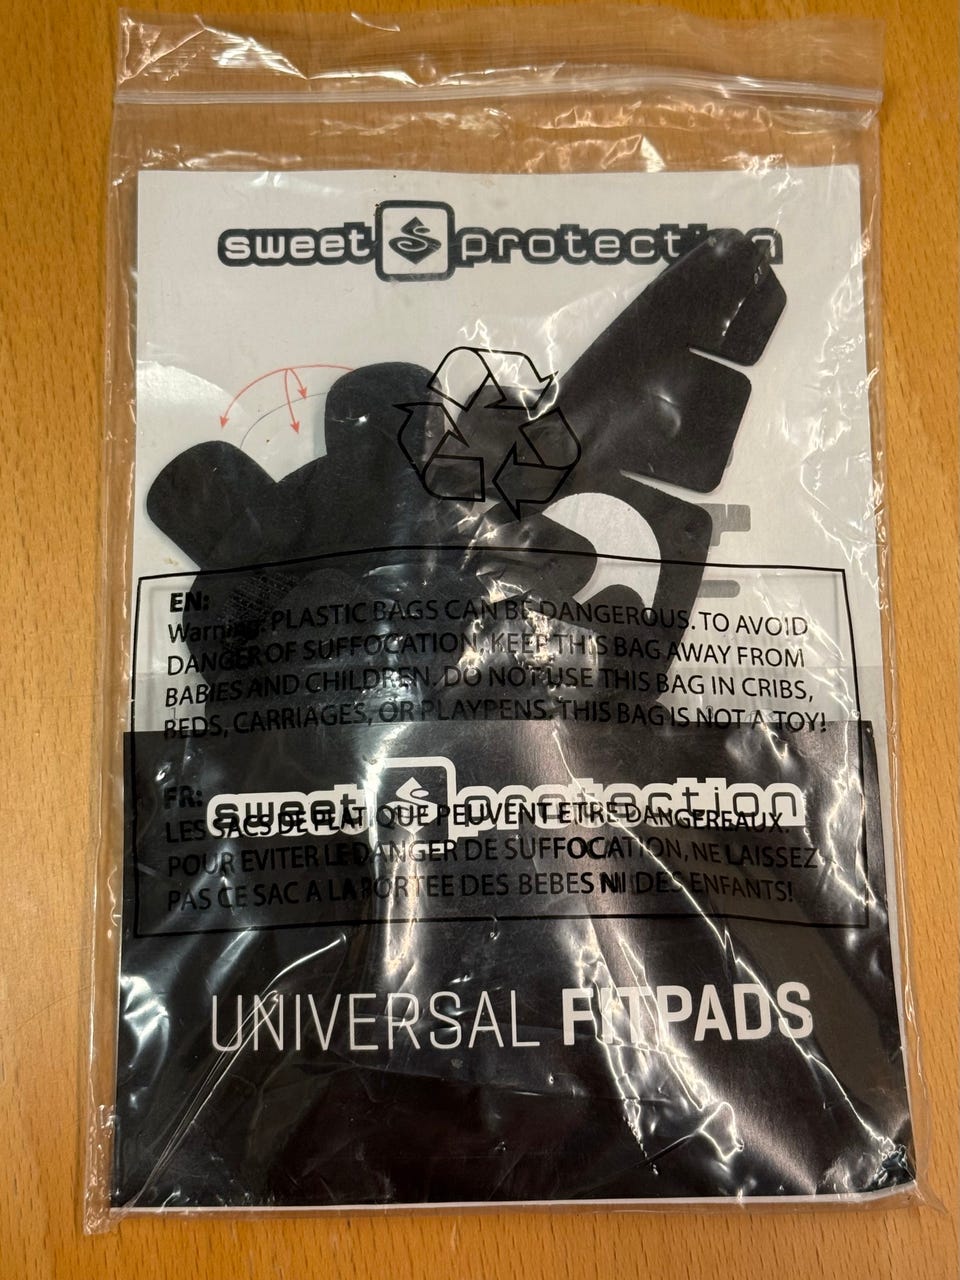 sweet protection
EN:
Warning: PLASTIC BAGS CAN BE DANGEROUS. TO AVOID
DANGER OF SUFFOCATION, KEEP THIS BAG AWAY FROM
BABIES AND CHILDREN. DO NOT USE THIS BAG IN CRIBS,
BEDS, CARRIAGES, OR PLAYPENS. THIS BAG IS NOT A TOY!
sweet protection
FR:
LES SACS DE PLATIQUE PEUVENT ETRE DANGEREAUX.
POUR EVITER LE DANGER DE SUFFOCATION, NE LAISSEZ
PAS CE SAC A LA PORTEE DES BEBES NI DES ENFANTS!
UNIVERSAL FITPADS